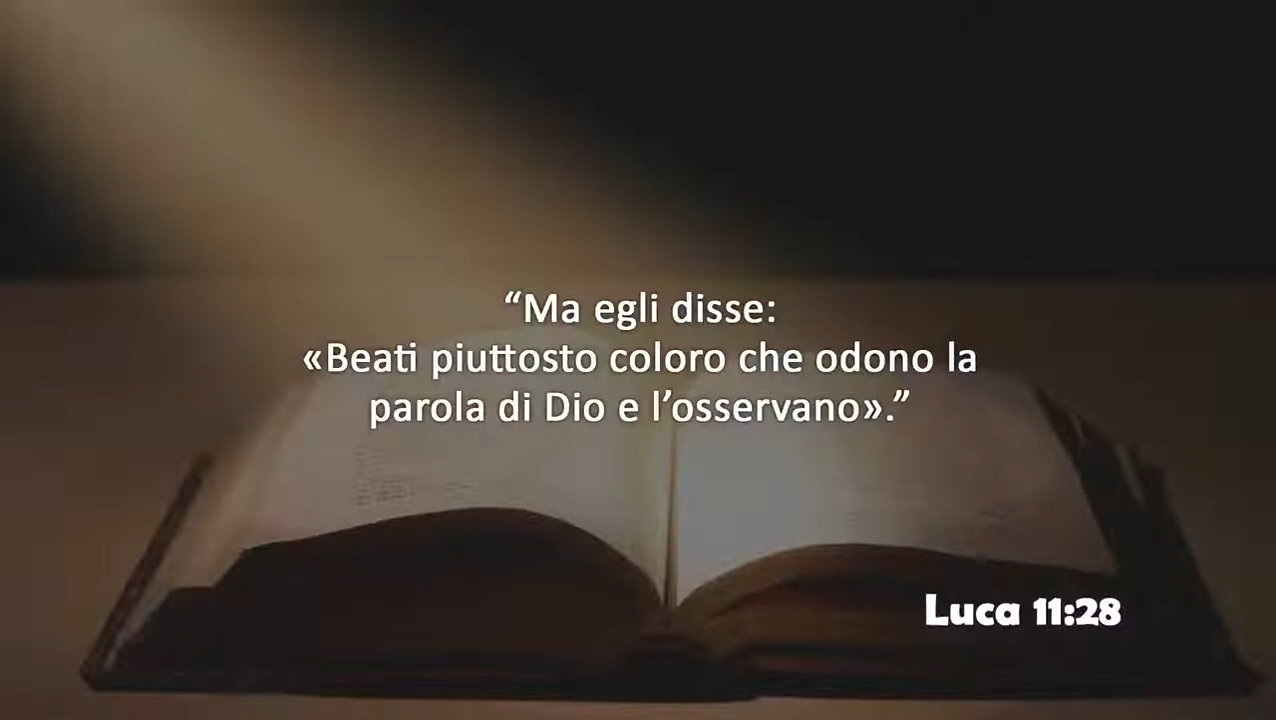 “Ma egli disse:
«Beati piuttosto coloro che odono la
parola di Dio e l’osservano».”
Luca 11:28